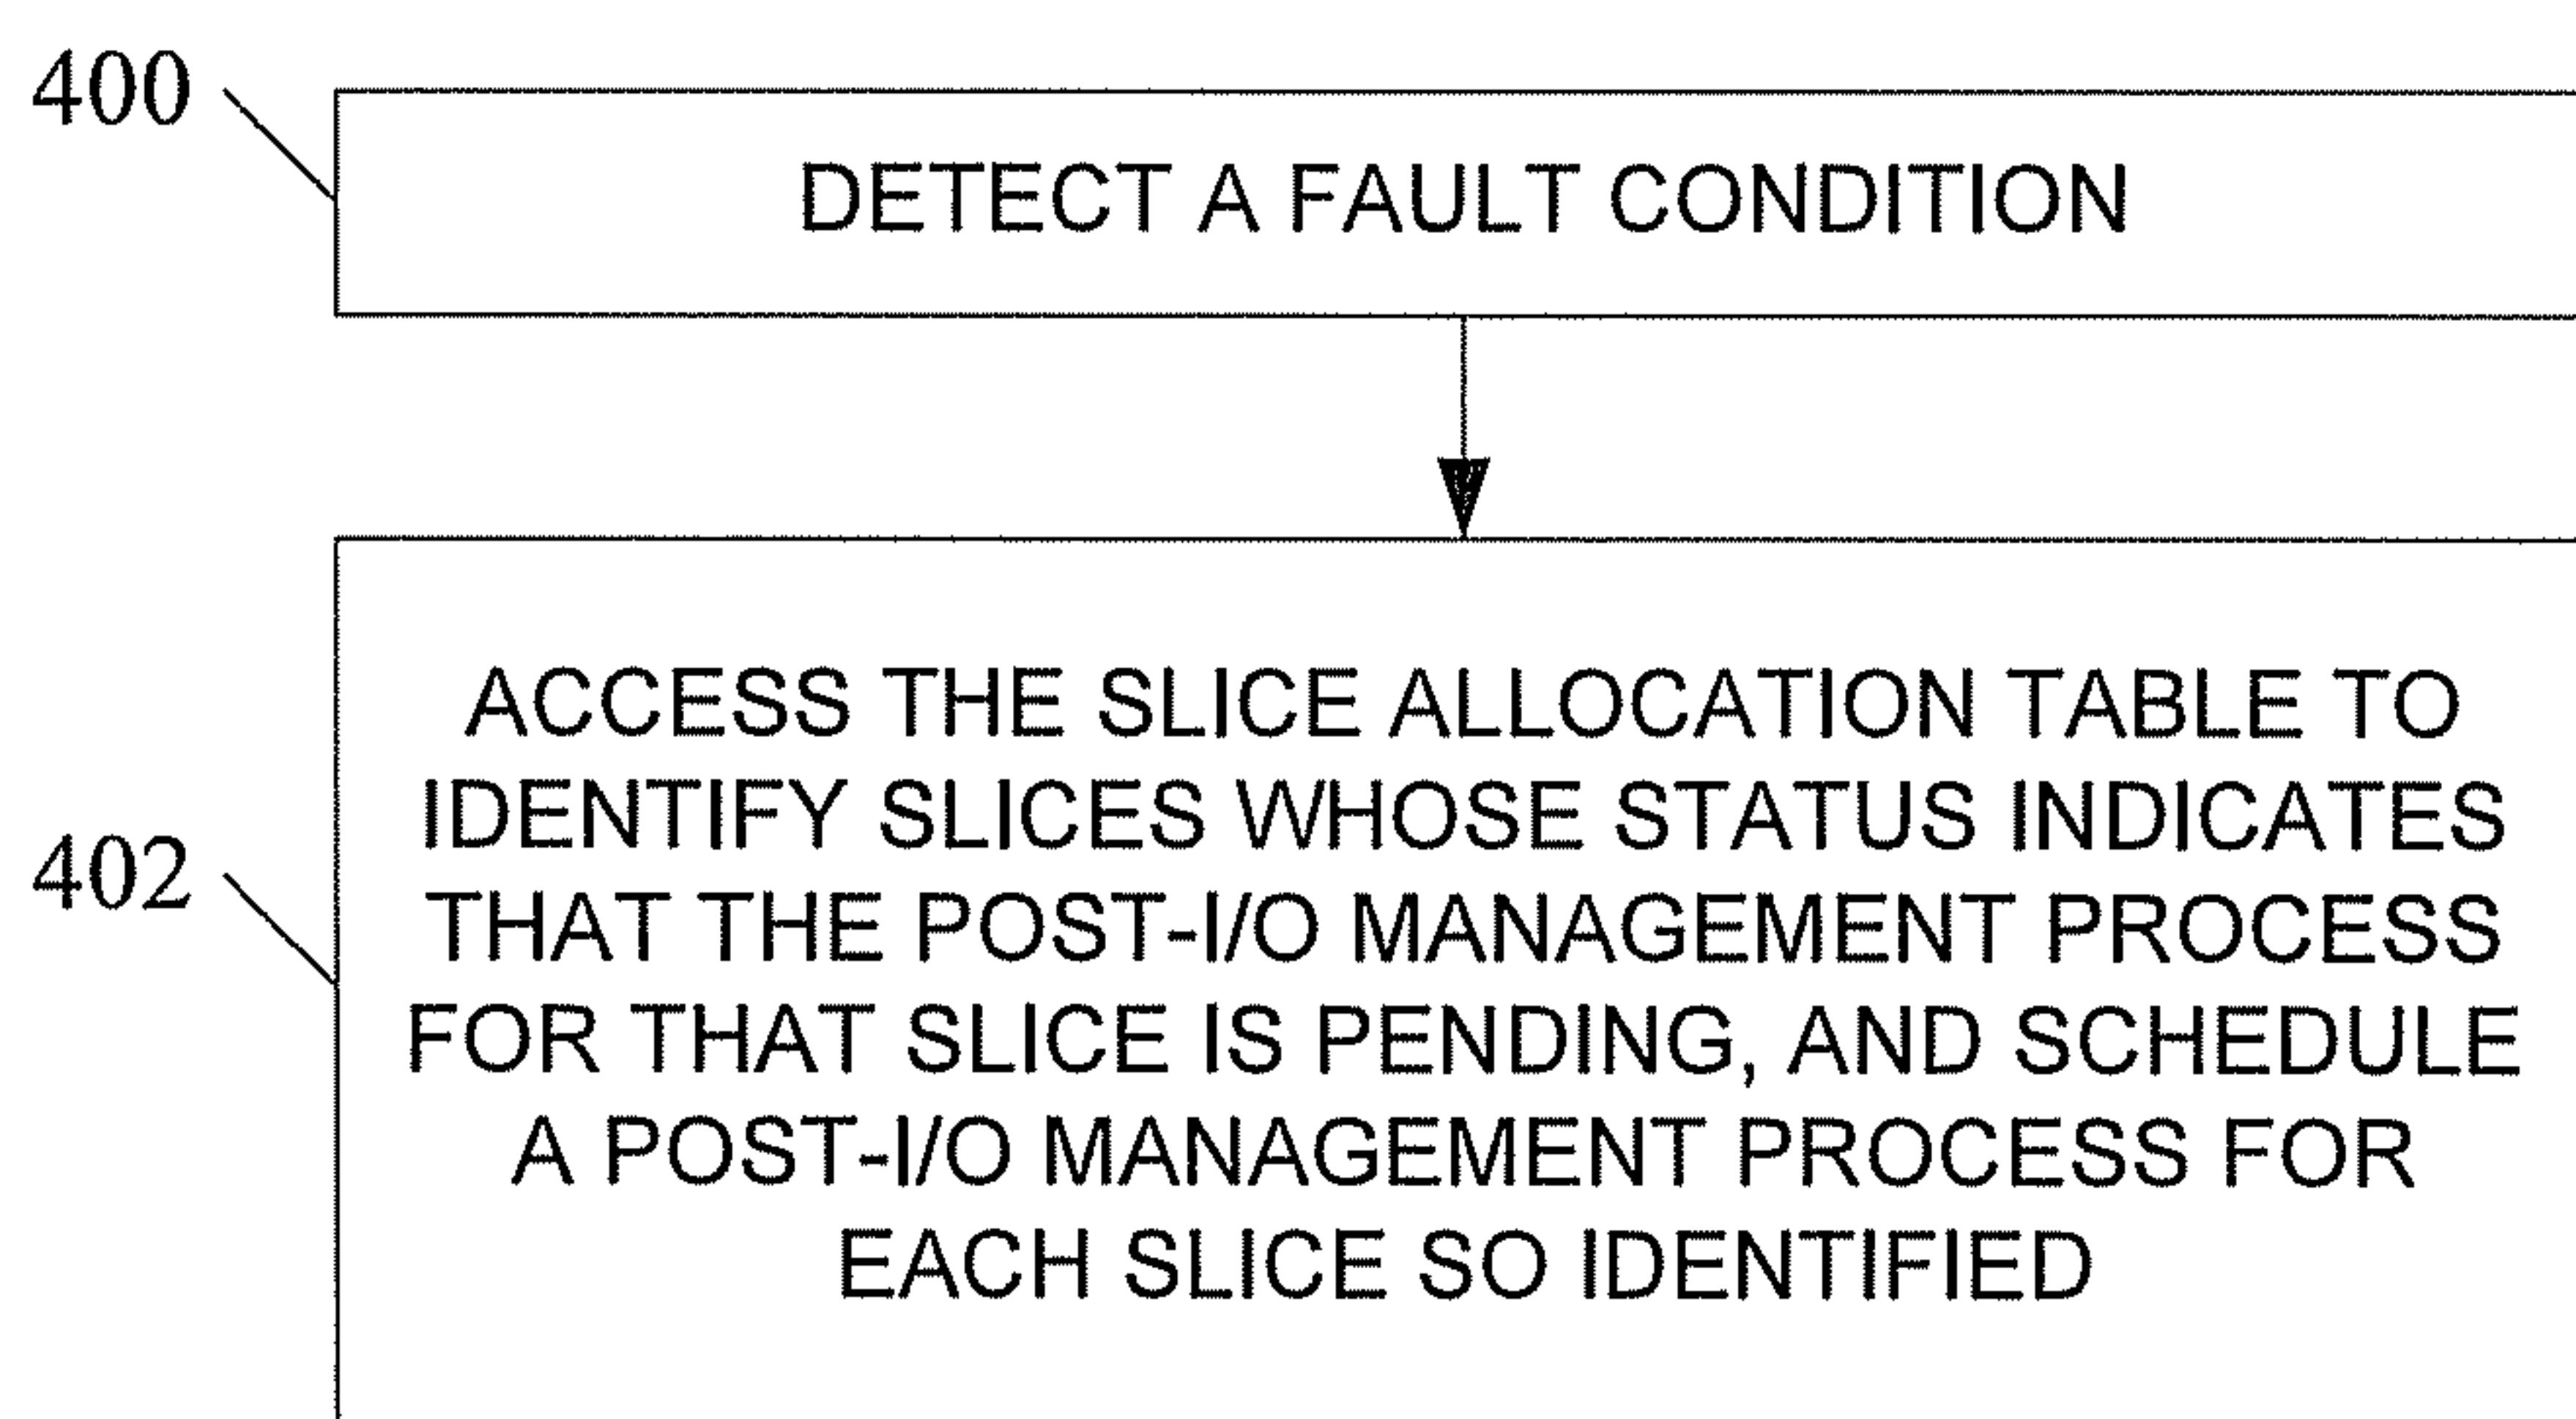 400
DETECT A FAULT CONDITION
402
ACCESS THE SLICE ALLOCATION TABLE TO
IDENTIFY SLICES WHOSE STATUS INDICATES
THAT THE POST-I/O MANAGEMENT PROCESS
FOR THAT SLICE IS PENDING, AND SCHEDULE
A POST-I/O MANAGEMENT PROCESS FOR
EACH SLICE SO IDENTIFIED